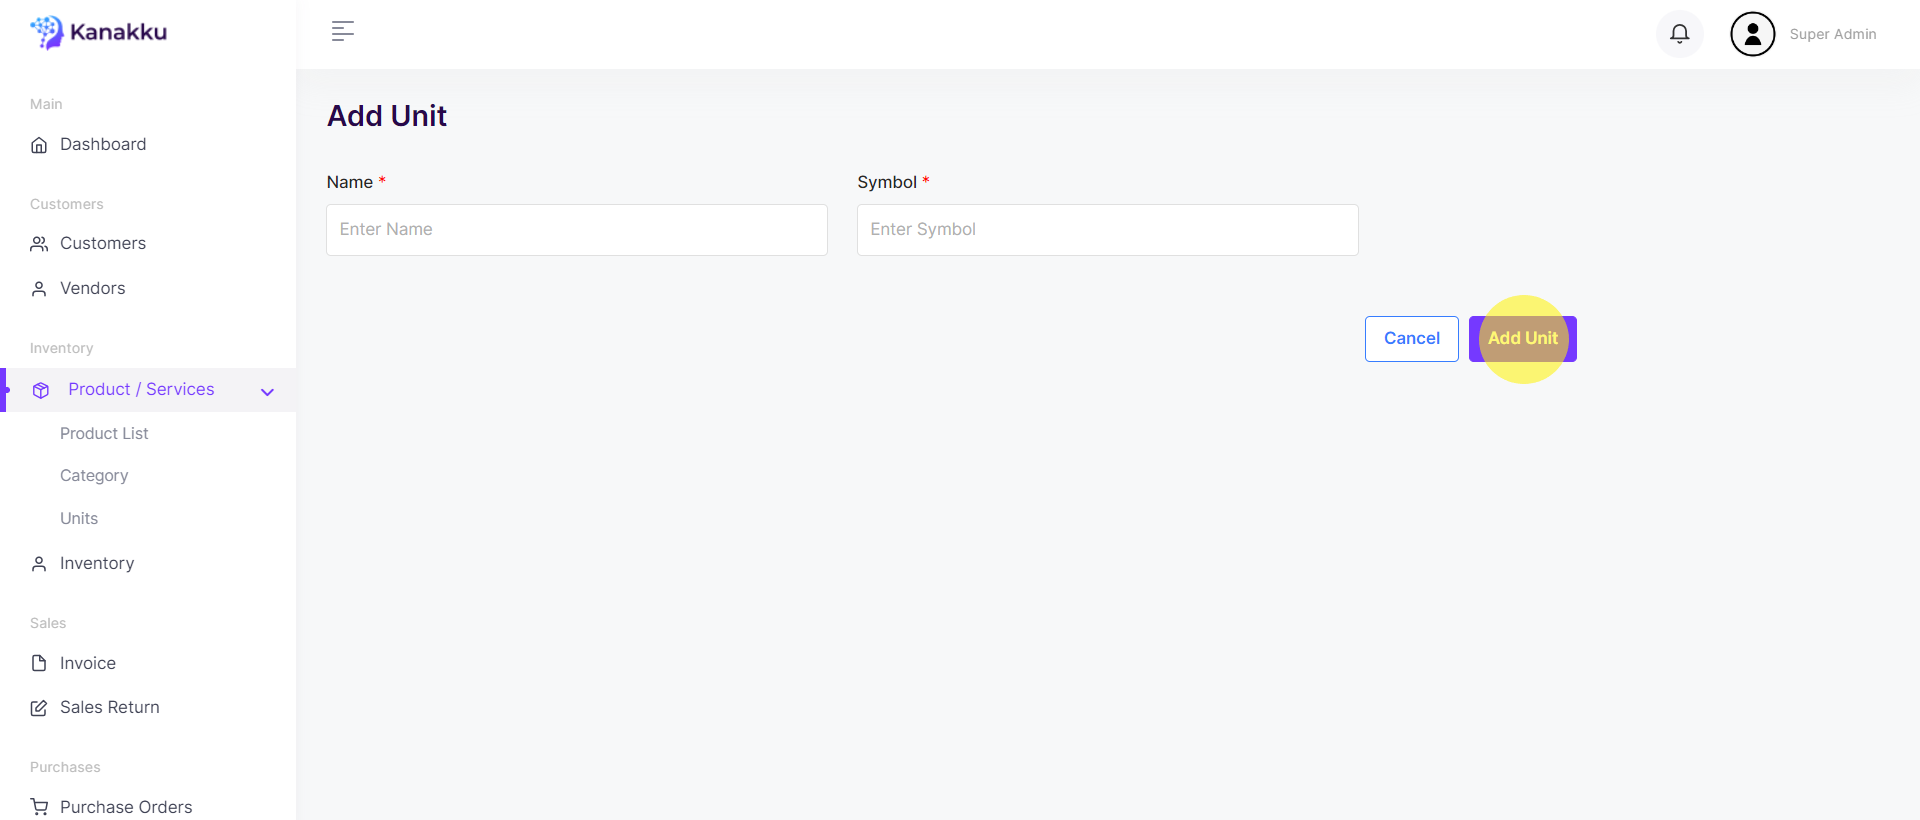 Kanakku
Super Admin
Main
Dashboard
Customers
Customers
Vendors
Inventory
Product / Services
Product List
Category
Units
Inventory
Sales
Invoice
Sales Return
Purchases
Purchase Orders
Add Unit
Name *
Symbol *
Enter Name
Enter Symbol
Cancel
Add Unit